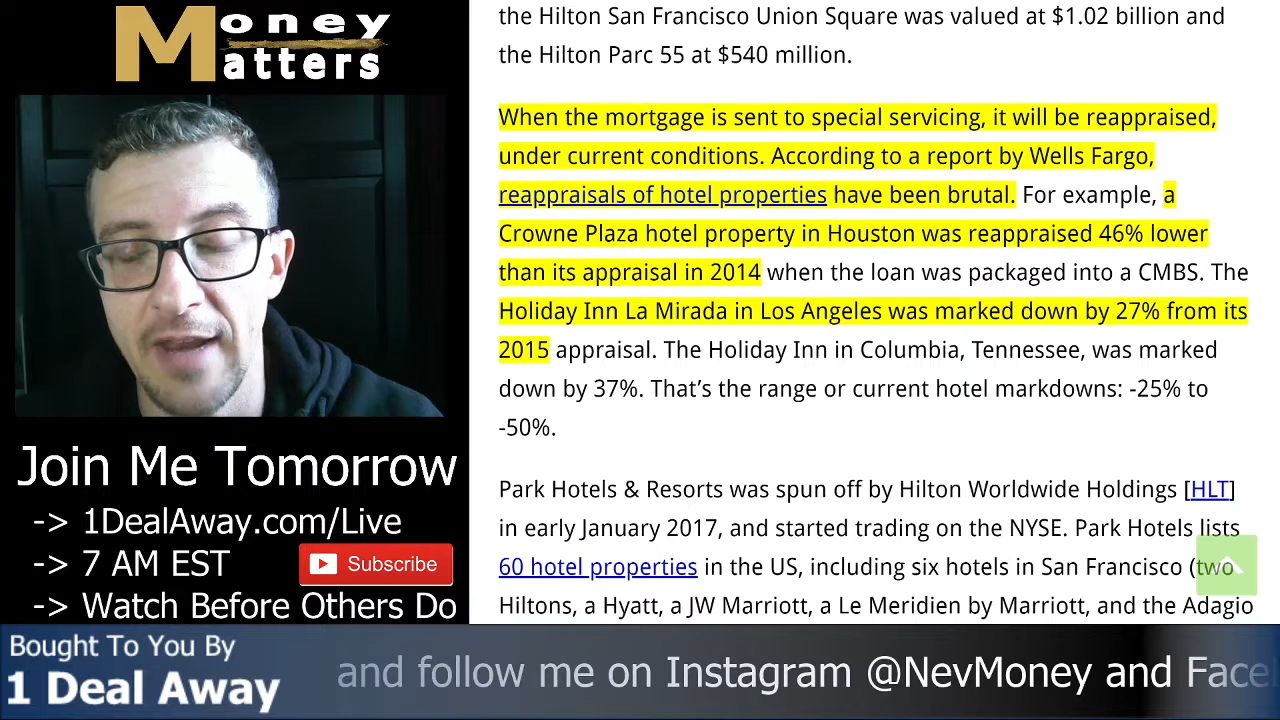 Money
Matters
Join Me Tomorrow
-> 1DealAway.com/Live
-> 7 AM EST
Subscribe
-> Watch Before Others Do
the Hilton San Francisco Union Square was valued at $1.02 billion and
the Hilton Parc 55 at $540 million.
When the mortgage is sent to special servicing, it will be reappraised,
under current conditions. According to a report by Wells Fargo,
reappraisals of hotel properties have been brutal. For example, a
Crowne Plaza hotel property in Houston was reappraised 46% lower
than its appraisal in 2014 when the loan was packaged into a CMBS. The
Holiday Inn La Mirada in Los Angeles was marked down by 27% from its
2015 appraisal. The Holiday Inn in Columbia, Tennessee, was marked
down by 37%. That’s the range or current hotel markdowns: -25% to
-50%.
Park Hotels & Resorts was spun off by Hilton Worldwide Holdings [HLT]
in early January 2017, and started trading on the NYSE. Park Hotels lists
60 hotel properties in the US, including six hotels in San Francisco (two
Hiltons, a Hyatt, a JW Marriott, a Le Meridien by Marriott, and the Adagio
Bought To You By
1 Deal Away
and follow me on Instagram @NevMoney and Face